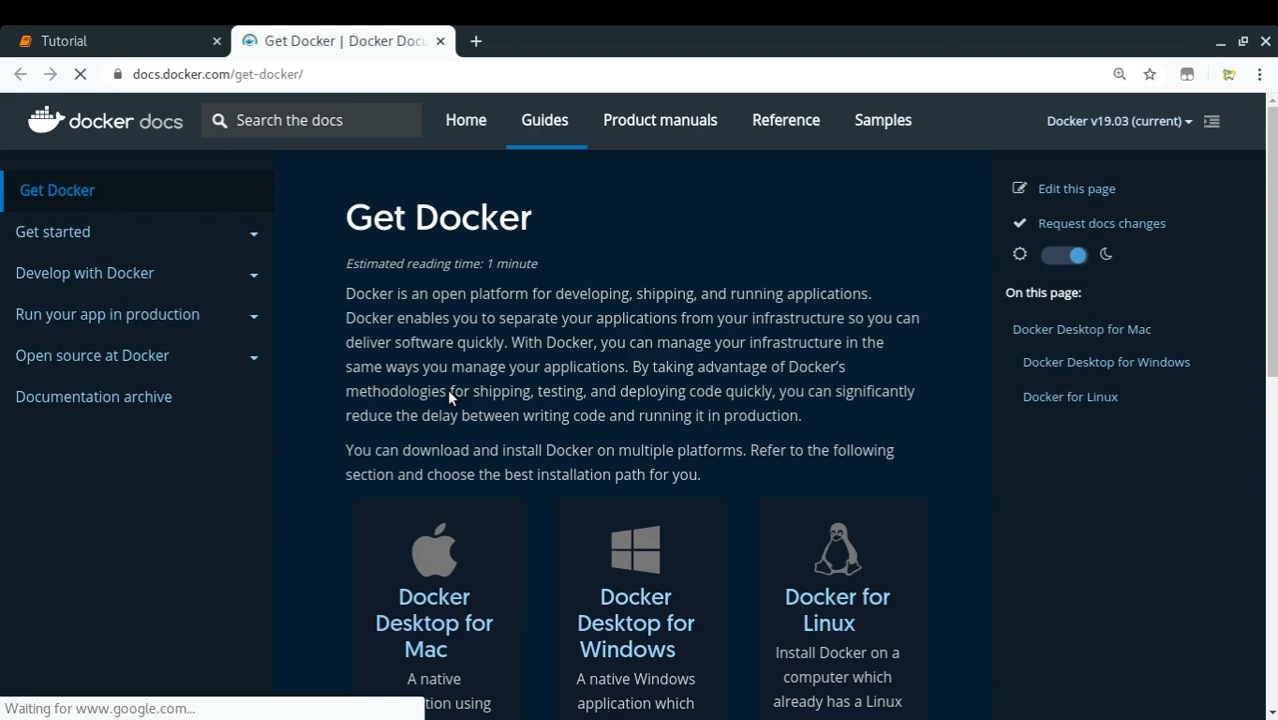 Tutorial
Get Docker | Docker Docu
docs.docker.com/get-docker/
docker docs
Search the docs
Home
Guides
Product manuals
Reference
Samples
Docker v19.03 (current)
Get Docker
Get started
Develop with Docker
Run your app in production
Open source at Docker
Documentation archive
Get Docker
Estimated reading time: 1 minute
Docker is an open platform for developing, shipping, and running applications.
Docker enables you to separate your applications from your infrastructure so you can
deliver software quickly. With Docker, you can manage your infrastructure in the
same ways you manage your applications. By taking advantage of Docker’s
methodologies for shipping, testing, and deploying code quickly, you can significantly
reduce the delay between writing code and running it in production.
You can download and install Docker on multiple platforms. Refer to the following
section and choose the best installation path for you.
Docker
Desktop for
Mac
A native
tion using
Docker
Desktop for
Windows
A native Windows
application which
Docker for
Linux
Install Docker on a
computer which
already has a Linux
Edit this page
Request docs changes
On this page:
Docker Desktop for Mac
Docker Desktop for Windows
Docker for Linux
Waiting for www.google.com...